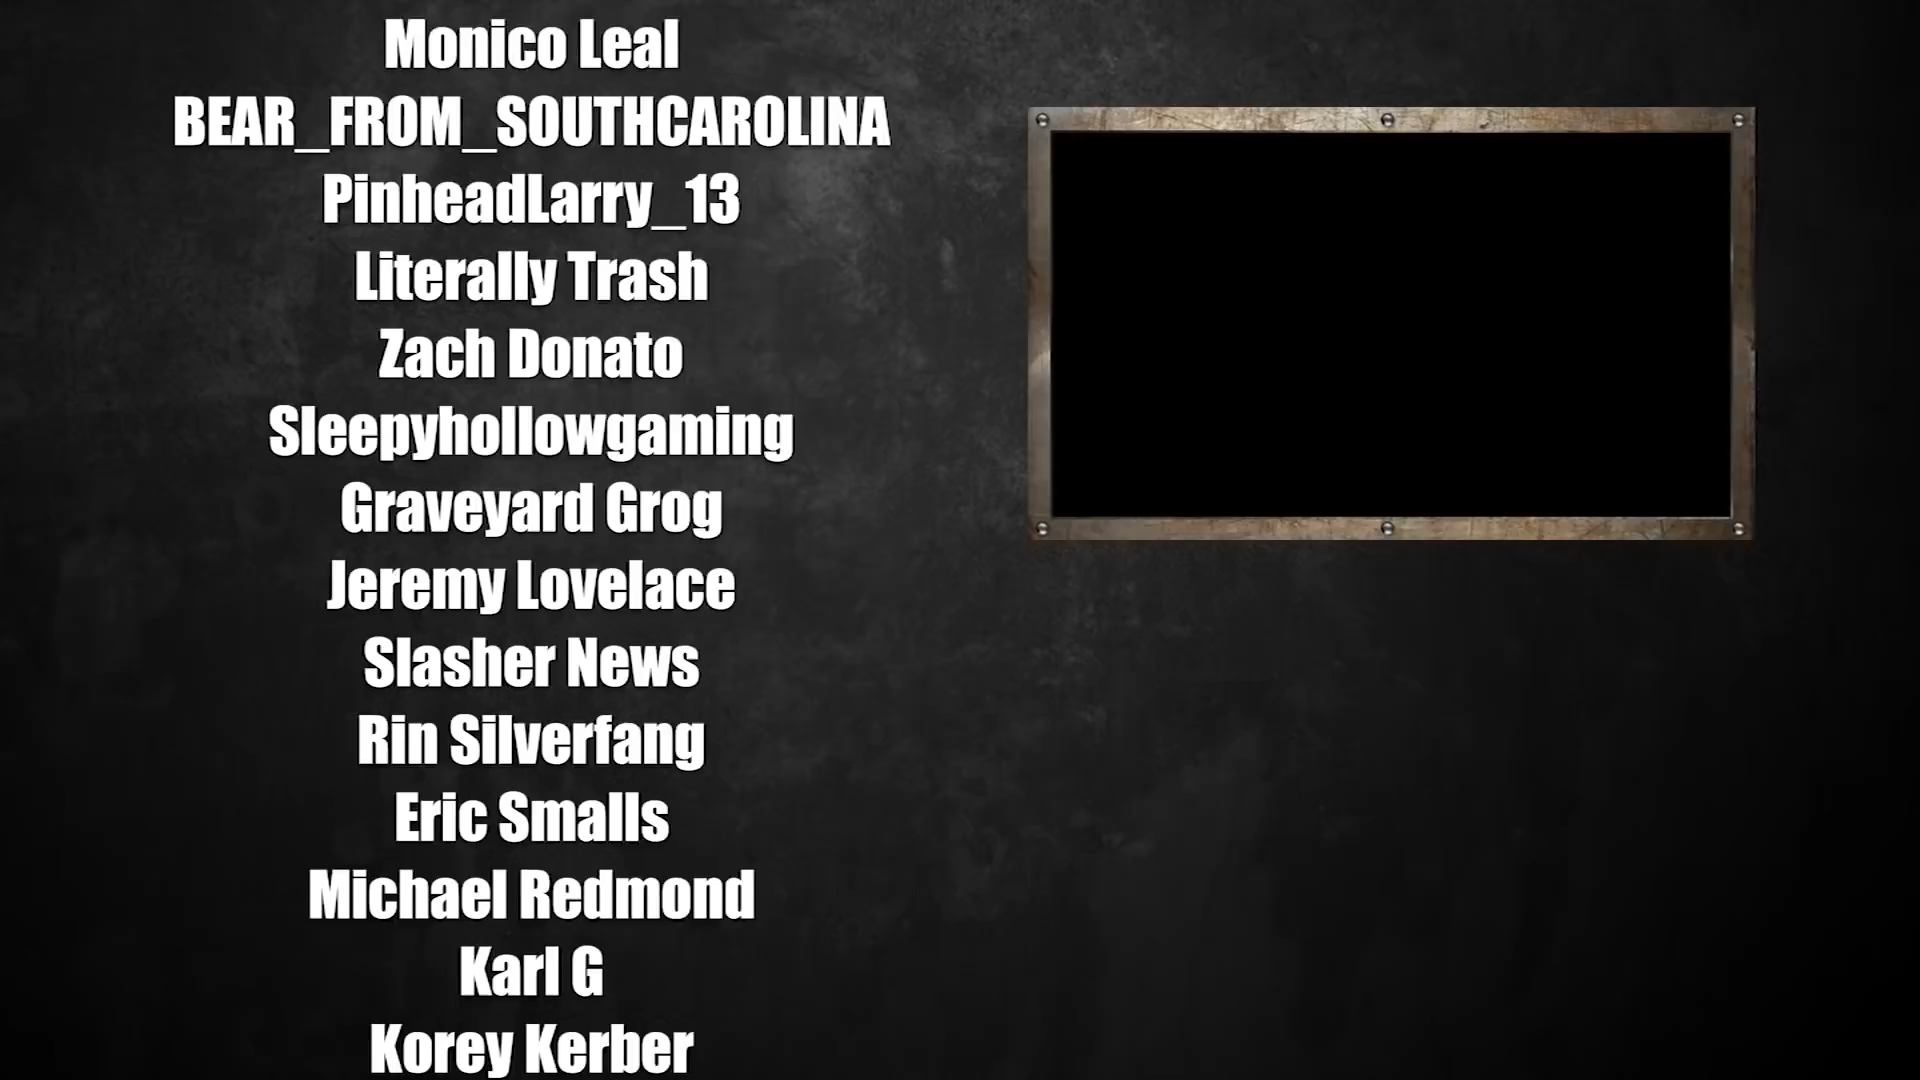 Monico Leal
BEAR_FROM_SOUTHCAROLINA
PinheadLarry_13
Literally Trash
Zach Donato
Sleepyhollowgaming
Graveyard Grog
Jeremy Lovelace
Slasher News
Rin Silverfang
Eric Smalls
Michael Redmond
Karl G
Korey Kerber